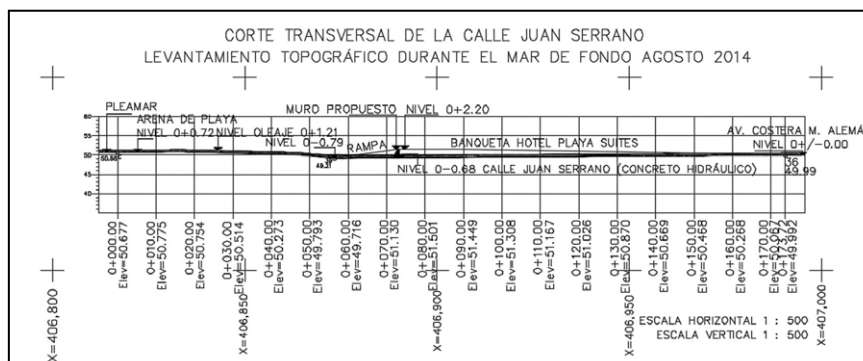 CORTE TRANSVERSAL DE LA CALLE JUAN SERRANO
LEVANTAMIENTO TOPOGRÁFICO DURANTE EL MAR DE FONDO AGOSTO 2014
PLEAMAR
MURO PROPUESTO NIVEL 0+2.20
ARENA DE PLAYA
AV. COSTERA M. ALEMÁ
NIVEL 0+0.72 NIVEL OLEAJE 0+1.21
NIVEL 0-0.79
RAMPA
BANQUETA HOTEL PLAYA SUITES
NIVEL 0+/-0.00
NIVEL 0-0.68 CALLE JUAN SERRANO (CONCRETO HIDRÁULICO)
60
55
50
45
40
49.21
36
49.99
0+000.00 Elev=50.677
0+010.00 Elev=50.775
0+020.00 Elev=50.754
0+030.00 Elev=50.514
0+040.00 Elev=50.273
0+050.00 Elev=49.793
0+060.00 Elev=49.716
0+070.00 Elev=51.130
0+080.00 Elev=51.501
0+090.00 Elev=51.449
0+100.00 Elev=51.308
0+110.00 Elev=51.167
0+120.00 Elev=51.026
0+130.00 Elev=50.870
0+140.00 Elev=50.669
0+150.00 Elev=50.468
0+160.00 Elev=50.268
0+170.00
Elev=49.992
X=406,800
X=406,850
X=406,900
X=406,950
X=407,000
ESCALA HORIZONTAL 1 : 500
ESCALA VERTICAL 1 : 500